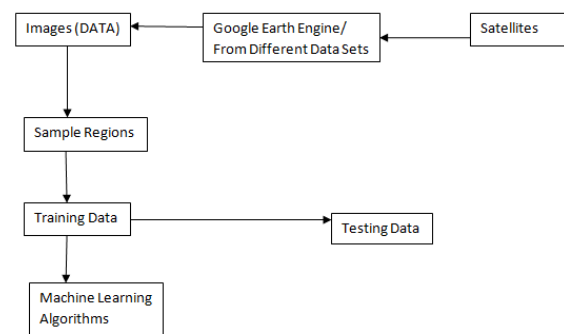 Images (DATA)
Google Earth Engine/
From Different Data Sets
Satellites
Sample Regions
Training Data
Testing Data
Machine Learning
Algorithms